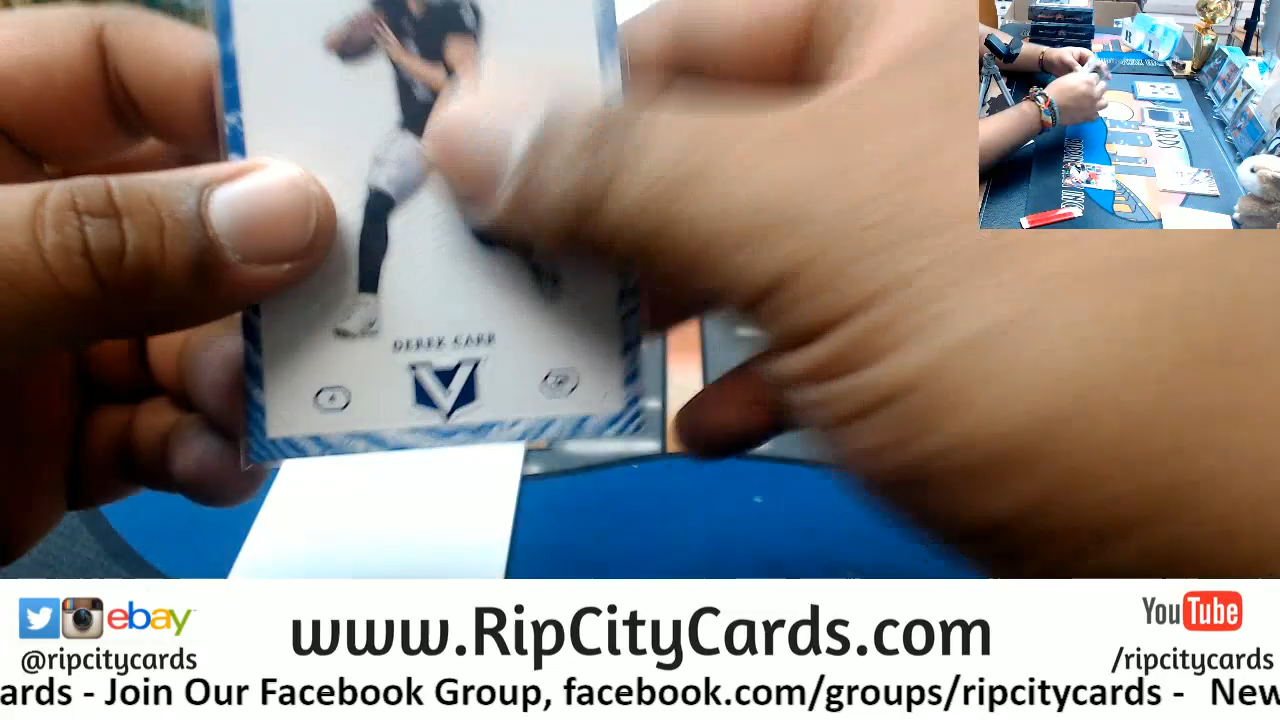 DEREK CARR
V
ebay
www.RipCityCards.com
YouTube
@ripcitycards
/ripcitycards
ards - Join Our Facebook Group, facebook.com/groups/ripcitycards - New